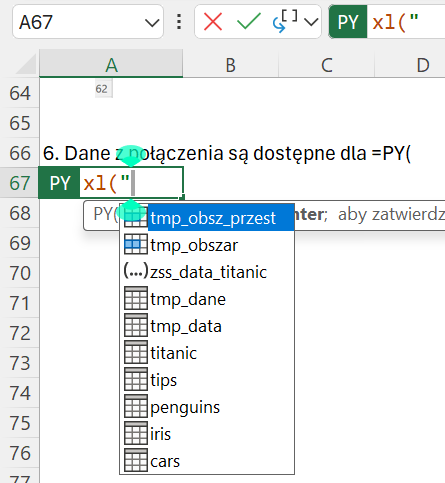 A67 PY xl("
A B C D
64 62
65
66 6. Dane z połączenia są dostępne dla =PY(
67 PY xl("
68 PY( nter; aby zatwierdz
tmp_obsz_przest
69 tmp_obszar
70 (...) zss_data_titanic
71 tmp_dane
72 tmp_data
73 titanic
74 tips
75 penguins
76 iris
77 cars